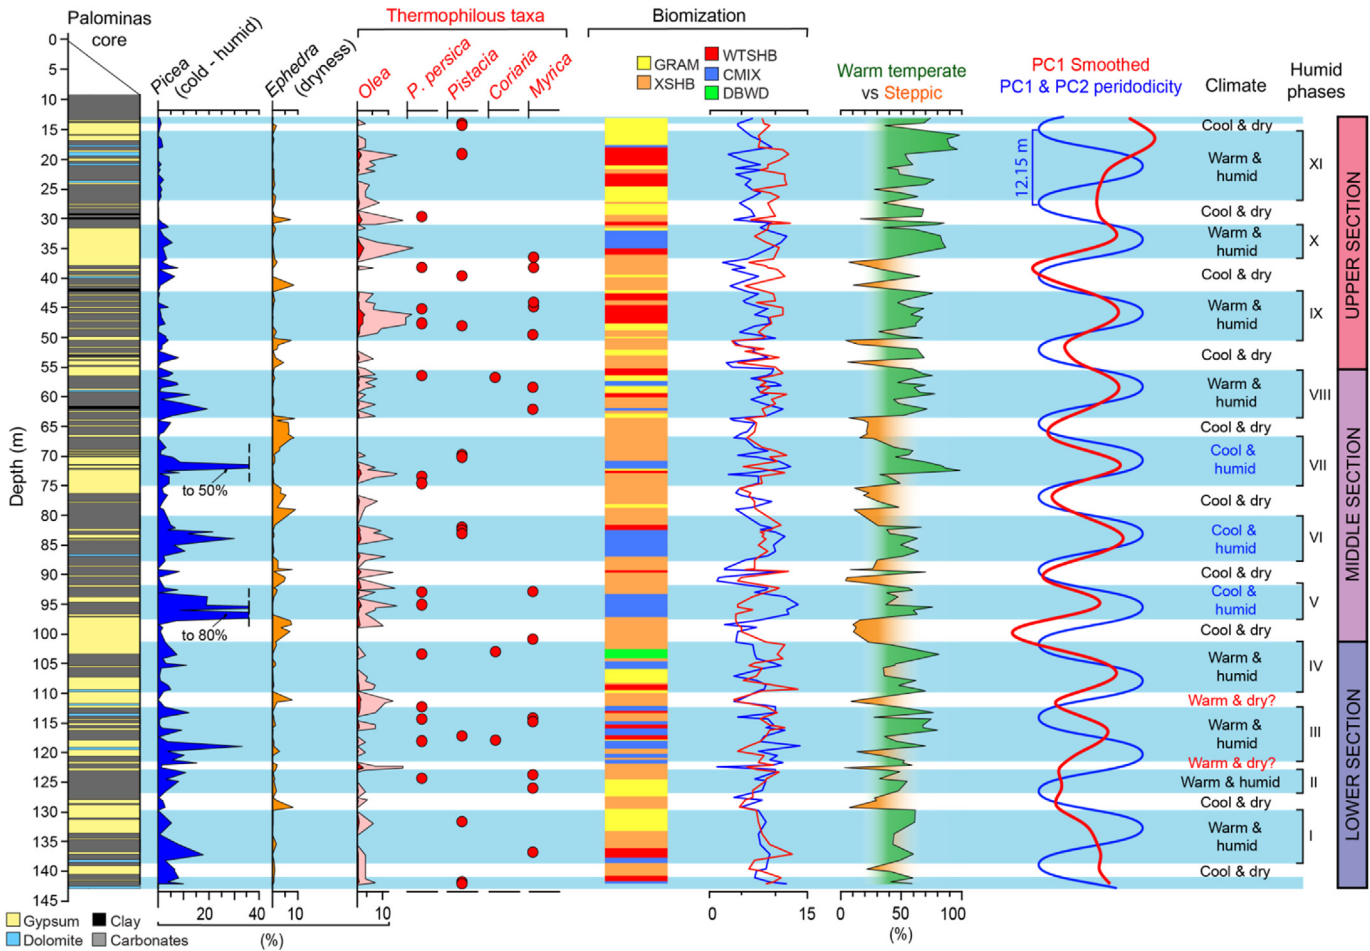 Palominas
core
Picea
(cold - humid)
Ephedra
(dryness)
Thermophilous taxa
Olea
P. persica
Pistacia
Coriaria
Myrica
Biomization
GRAM
XSHB
WTSHB
CMIX
DBWD
Warm temperate
vs Steppic
PC1 Smoothed
PC1 & PC2 peridodicity
Climate
Humid
phases
Depth (m)
0
5
10
15
20
25
30
35
40
45
50
55
60
65
70
75
80
85
90
95
100
105
110
115
120
125
130
135
140
145
to 50%
to 80%
12.15 m
Cool & dry
Warm &
humid
XI
Cool & dry
Warm &
humid
X
Cool & dry
Warm &
humid
IX
Cool & dry
Warm &
humid
VIII
Cool & dry
Cool &
humid
VII
Cool & dry
Cool &
humid
VI
Cool & dry
Cool &
humid
V
Cool & dry
Warm &
humid
IV
Warm & dry?
Warm &
humid
III
Warm & dry?
Warm & humid
II
Cool & dry
Warm &
humid
I
Cool & dry
UPPER SECTION
MIDDLE SECTION
LOWER SECTION
20 40
10
10
0 15
0 50 100
(%)
(%)
Gypsum
Clay
Dolomite
Carbonates